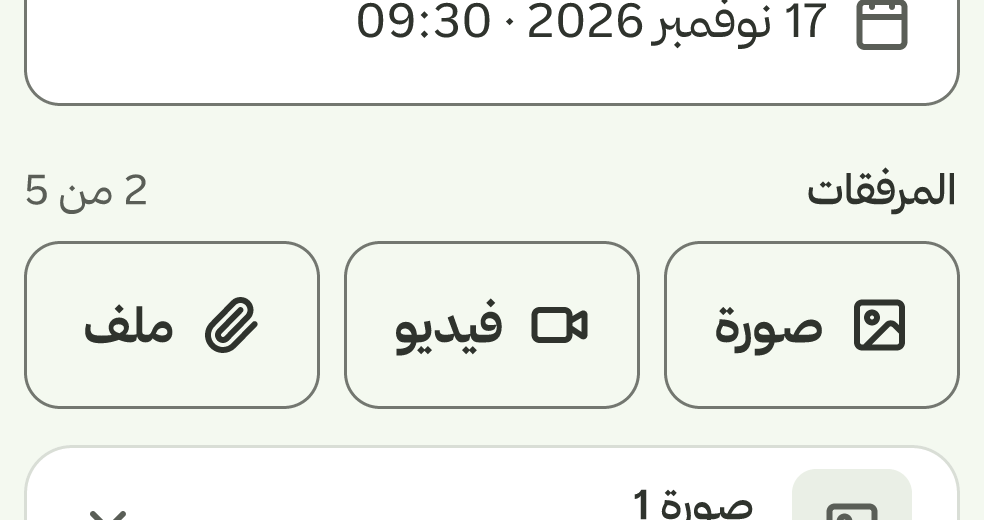 17 نوفمبر 2026 · 09:30
المرفقات
2 من 5
صورة
فيديو
ملف
صورة 1